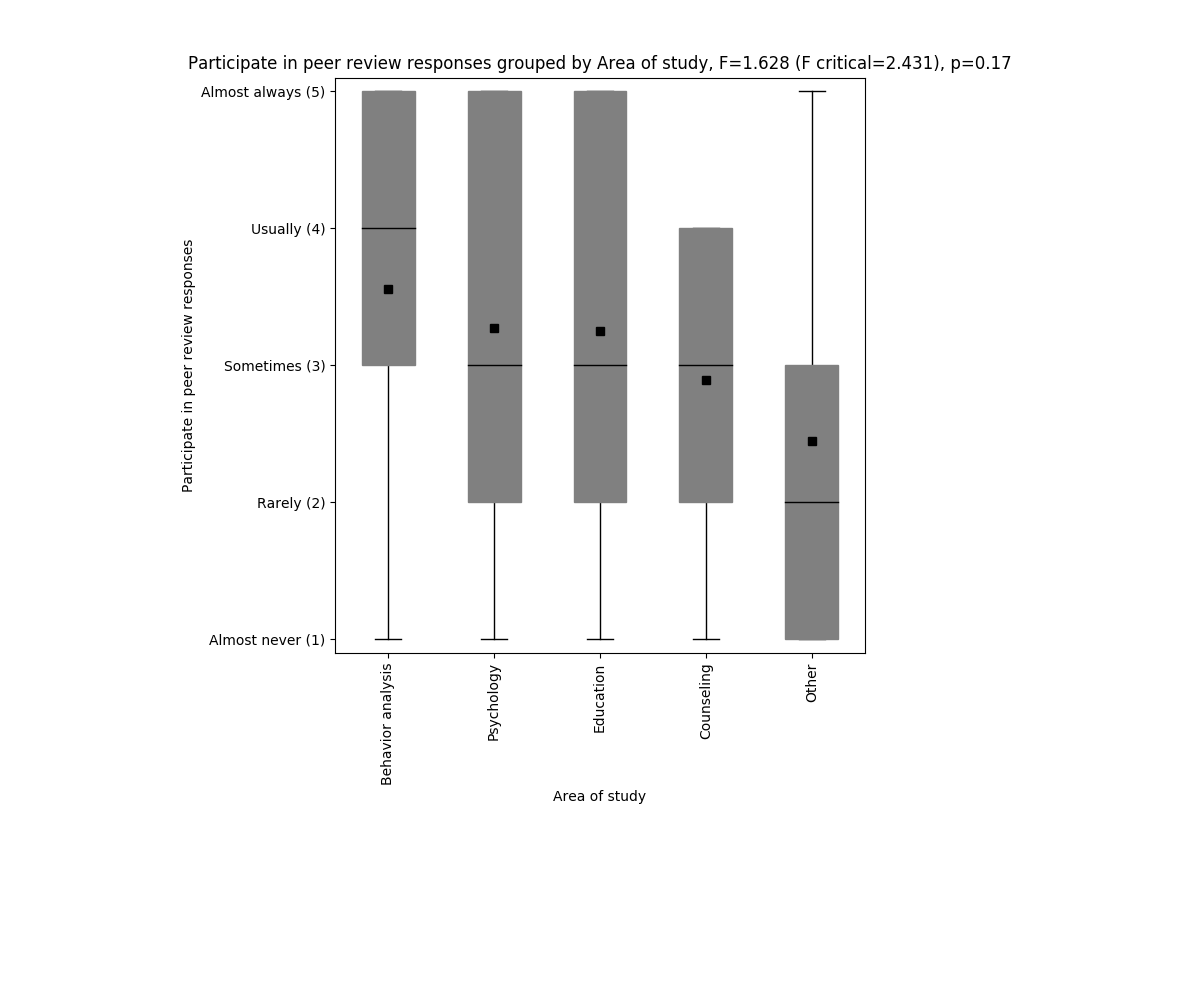 Participate in peer review responses grouped by Area of study, F=1.628 (F critical=2.431), p=0.17
Almost always (5)
Usually (4)
Sometimes (3)
Rarely (2)
Almost never (1)
Participate in peer review responses
Behavior analysis
Psychology
Education
Counseling
Other
Area of study